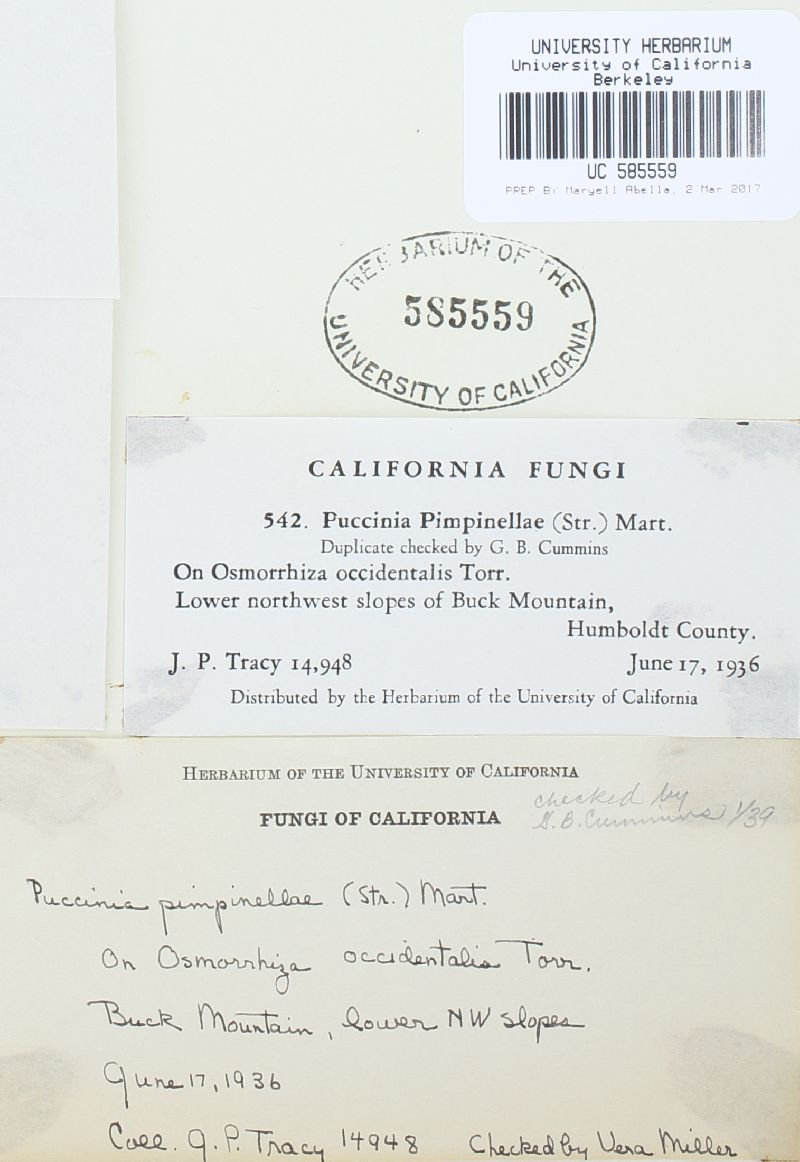 UNIVERSITY HERBARIUM
University of California
Berkeley
UC 585559
PREP BY Maryell Abella, 2 Mar 2017
HERBARIUM OF THE
585559
UNIVERSITY OF CALIFORNIA
CALIFORNIA FUNGI
542. Puccinia Pimpinellae (Str.) Mart.
Duplicate checked by G. B. Cummins
On Osmorrhiza occidentalis Torr.
Lower northwest slopes of Buck Mountain,
Humboldt County.
J. P. Tracy 14,948 June 17, 1936
Distributed by the Herbarium of the University of California
HERBARIUM OF THE UNIVERSITY OF CALIFORNIA
FUNGI OF CALIFORNIA
checked by
G. B. Cummins 1/39
Puccinia pimpinellae (Str.) Mart.
On Osmorrhiza occidentalis Torr.
Buck Mountain, lower NW slopes
June 17, 1936
Coll. J. P. Tracy 14948 Checked by Vera Miller